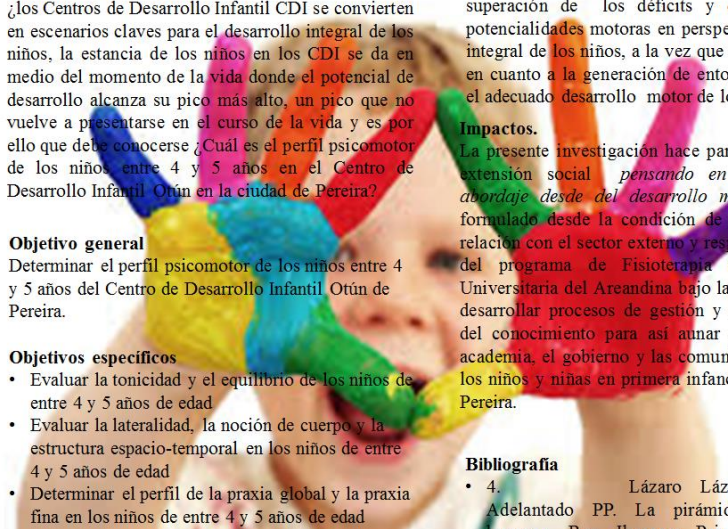 ¿los Centros de Desarrollo Infantil CDI se convierten
en escenarios claves para el desarrollo integral de los
niños, la estancia de los niños en los CDI se da en
medio del momento de la vida donde el potencial de
desarrollo alcanza su pico más alto, un pico que no
vuelve a presentarse en el curso de la vida y es por
ello que debe conocerse ¿Cuál es el perfil psicomotor
de los niños entre 4 y 5 años en el Centro de
Desarrollo Infantil Otún en la ciudad de Pereira?
Objetivo general
Determinar el perfil psicomotor de los niños entre 4
y 5 años del Centro de Desarrollo Infantil Otún de
Pereira.
Objetivos específicos
• Evaluar la tonicidad y el equilibrio de los niños de
entre 4 y 5 años de edad
• Evaluar la lateralidad, la noción de cuerpo y la
estructura espacio-temporal en los niños de entre
4 y 5 años de edad
• Determinar el perfil de la praxia global y la praxia
fina en los niños de entre 4 y 5 años de edad
superación de los déficits y
potencialidades motoras en
integral de los niños, a la vez que
en cuanto a la generación de
el adecuado desarrollo motor de
Impactos.
La presente investigación hace
extensión social pensando en
abordaje desde del desarrollo
formulado desde la condición de
relación con el sector externo y
del programa de Fisioterapia
Universitaria del Areandina bajo
desarrollar procesos de gestión y
del conocimiento para así aunar
academia, el gobierno y las
los niños y niñas en primera
Pereira.
Bibliografía
• 4. Lázaro
Adelantado PP. La